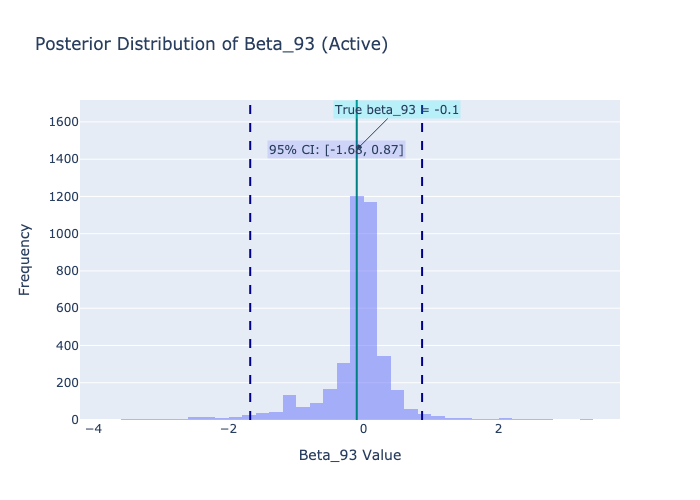 Posterior Distribution of Beta_93 (Active)
True beta_93 = -0.1
95% CI: [-1.68, 0.87]
1600
1400
1200
1000
800
600
400
200
0
Frequency
−4
−2
0
2
Beta_93 Value